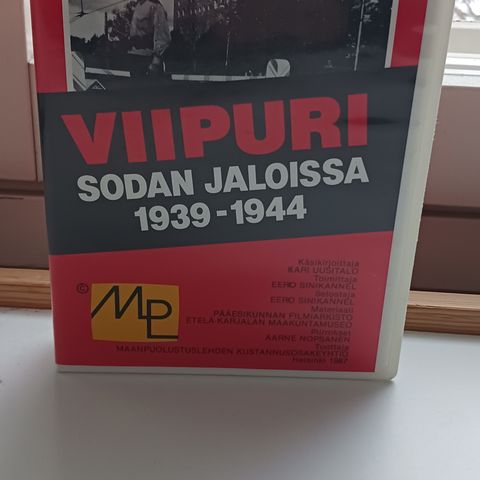 VIIPURI
SODAN JALOISSA
1939-1944
Käsikirjoittaja
KARI UUSITALO
Toimittaja
EERO SINIKANNEL
Selostaja
EERO SINIKANNEL
Materiaali
PÄÄESIKUNNAN FILMIARKISTO
ETELÄ-KARJALAN MAAKUNTAMUSEO
Piirrokset
AARNE NOPSANEN
Tuottaja
MAANPUOLUSTUSLEHDEN KUSTANNUSOSAKEYHTIÖ
Helsinki 1987
© MPL